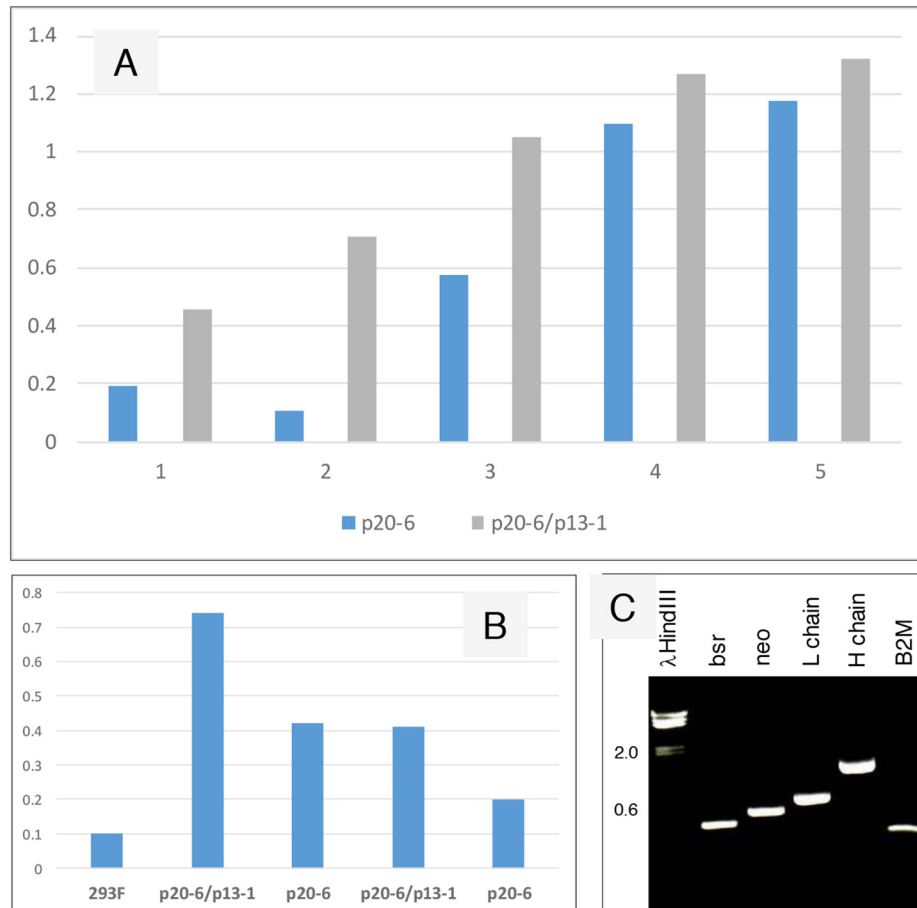 A
1.4
1.2
1
0.8
0.6
0.4
0.2
0
1 2 3 4 5
p20-6 p20-6/p13-1
B
0.8
0.7
0.6
0.5
0.4
0.3
0.2
0.1
0
293F p20-6/p13-1 p20-6 p20-6/p13-1 p20-6
C
λ HindIII
bsr
neo
L chain
H chain
B2M
2.0
0.6